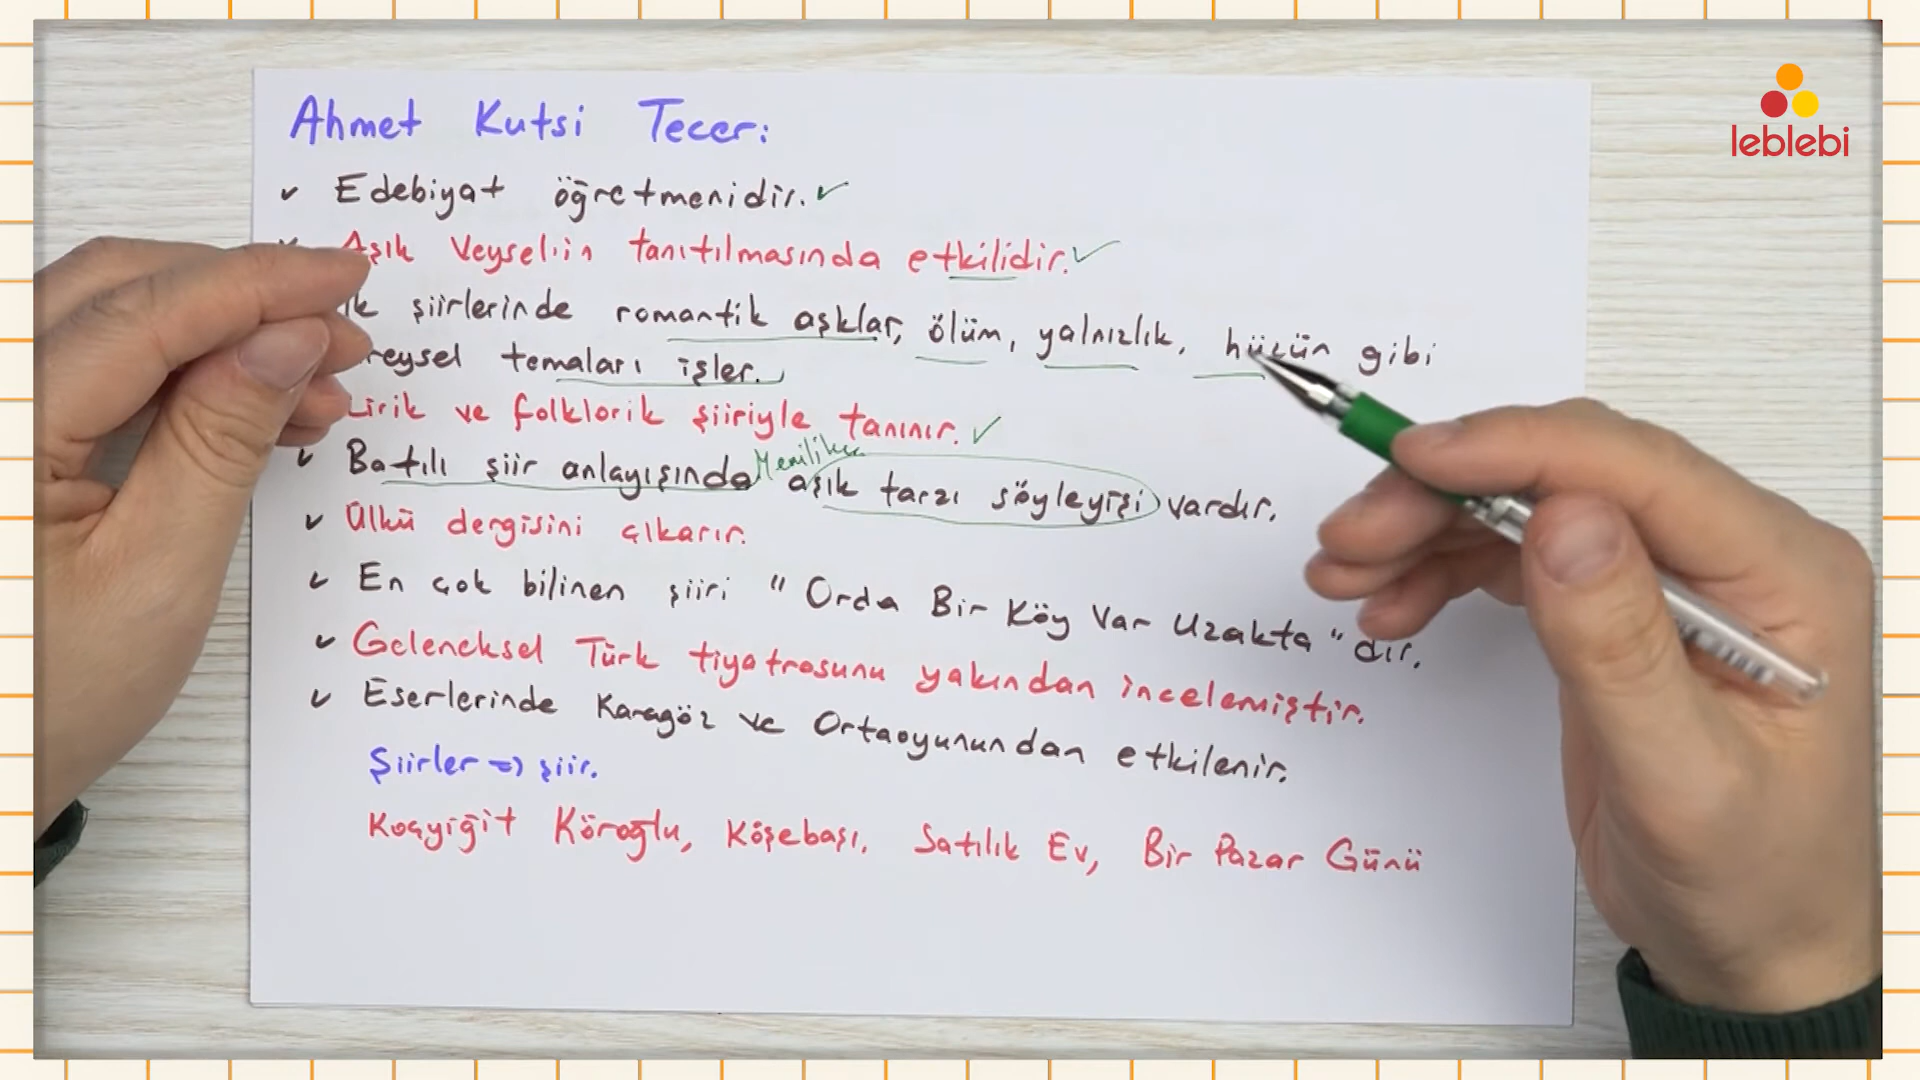 leblebi
Ahmet Kutsi Tecer:
Edebiyat öğretmenidir.
Aşık Veysel'in tanıtılmasında etkilidir.
şiirlerinde romantik aşklar, ölüm, yalnızlık, hüzün gibi
temaları işler.
Lirik ve folklorik şiiriyle tanınır.
Batılı şiir anlayışında aşık tarzı söyleyişi vardır.
Ülkü dergisini çıkarır.
En çok bilinen şiiri "Orda Bir Köy Var Uzakta" dır.
Geleneksel Türk tiyatrosunu yakından incelemiştir.
Eserlerinde Karagöz ve Ortaoyunundan etkilenir.
Şiirler => şiir.
Koçyiğit Köroğlu, Köşebaşı, Satılık Ev, Bir Pazar Günü